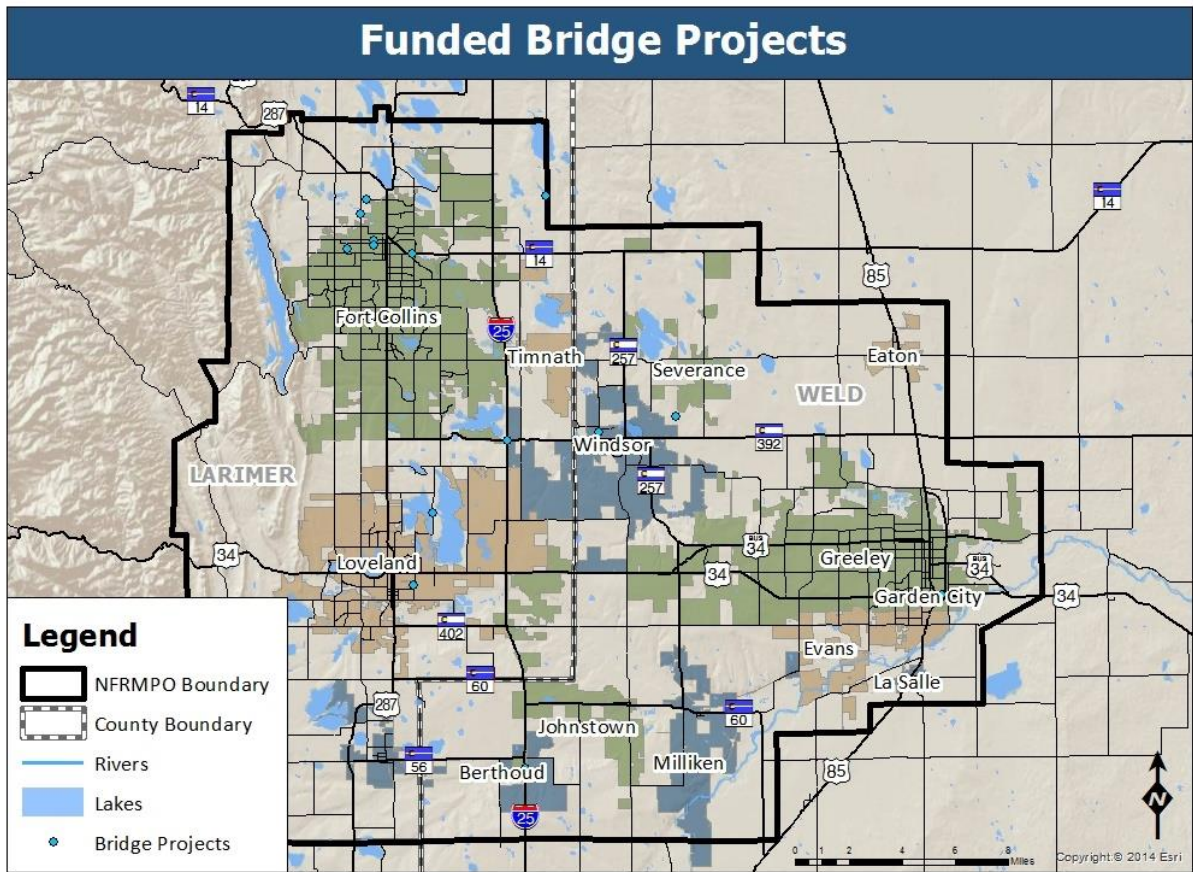 Funded Bridge Projects
14
287
14
14
85
Fort Collins
25
Timnath
257
Severance
Eaton
WELD
Windsor
392
LARIMER
257
34
Loveland
BUS
34
34
Greeley
BUS
34
Garden City
34
402
Evans
60
La Salle
287
Johnstown
60
56
Berthoud
Milliken
85
25
Legend
NFRMPO Boundary
County Boundary
Rivers
Lakes
Bridge Projects
N
0 1 2 4 6 8
Miles
Copyright © 2014 Esri